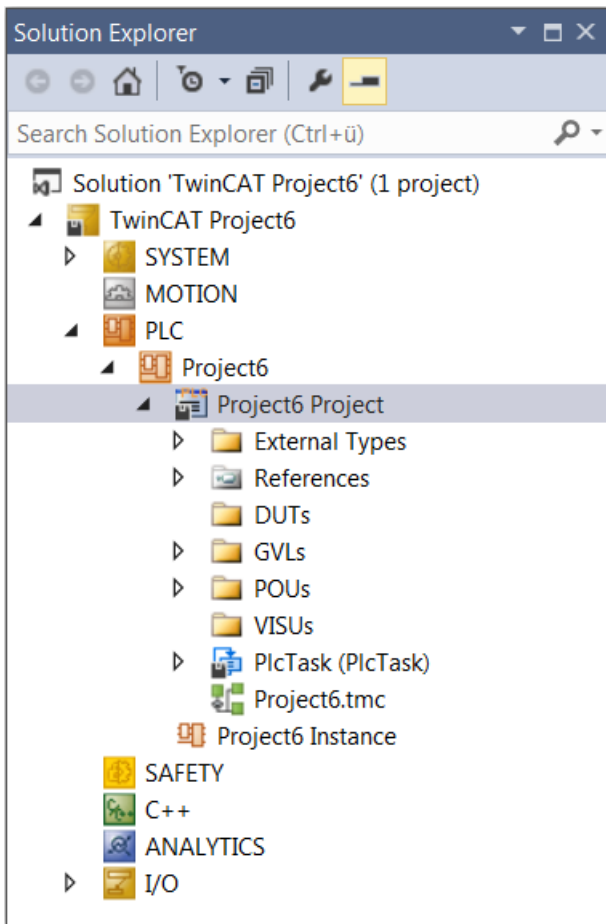 Solution Explorer
Search Solution Explorer (Ctrl+ü)
Solution 'TwinCAT Project6' (1 project)
TwinCAT Project6
SYSTEM
MOTION
PLC
Project6
Project6 Project
External Types
References
DUTs
GVLs
POUs
VISUs
PlcTask (PlcTask)
Project6.tmc
Project6 Instance
SAFETY
C++
ANALYTICS
I/O